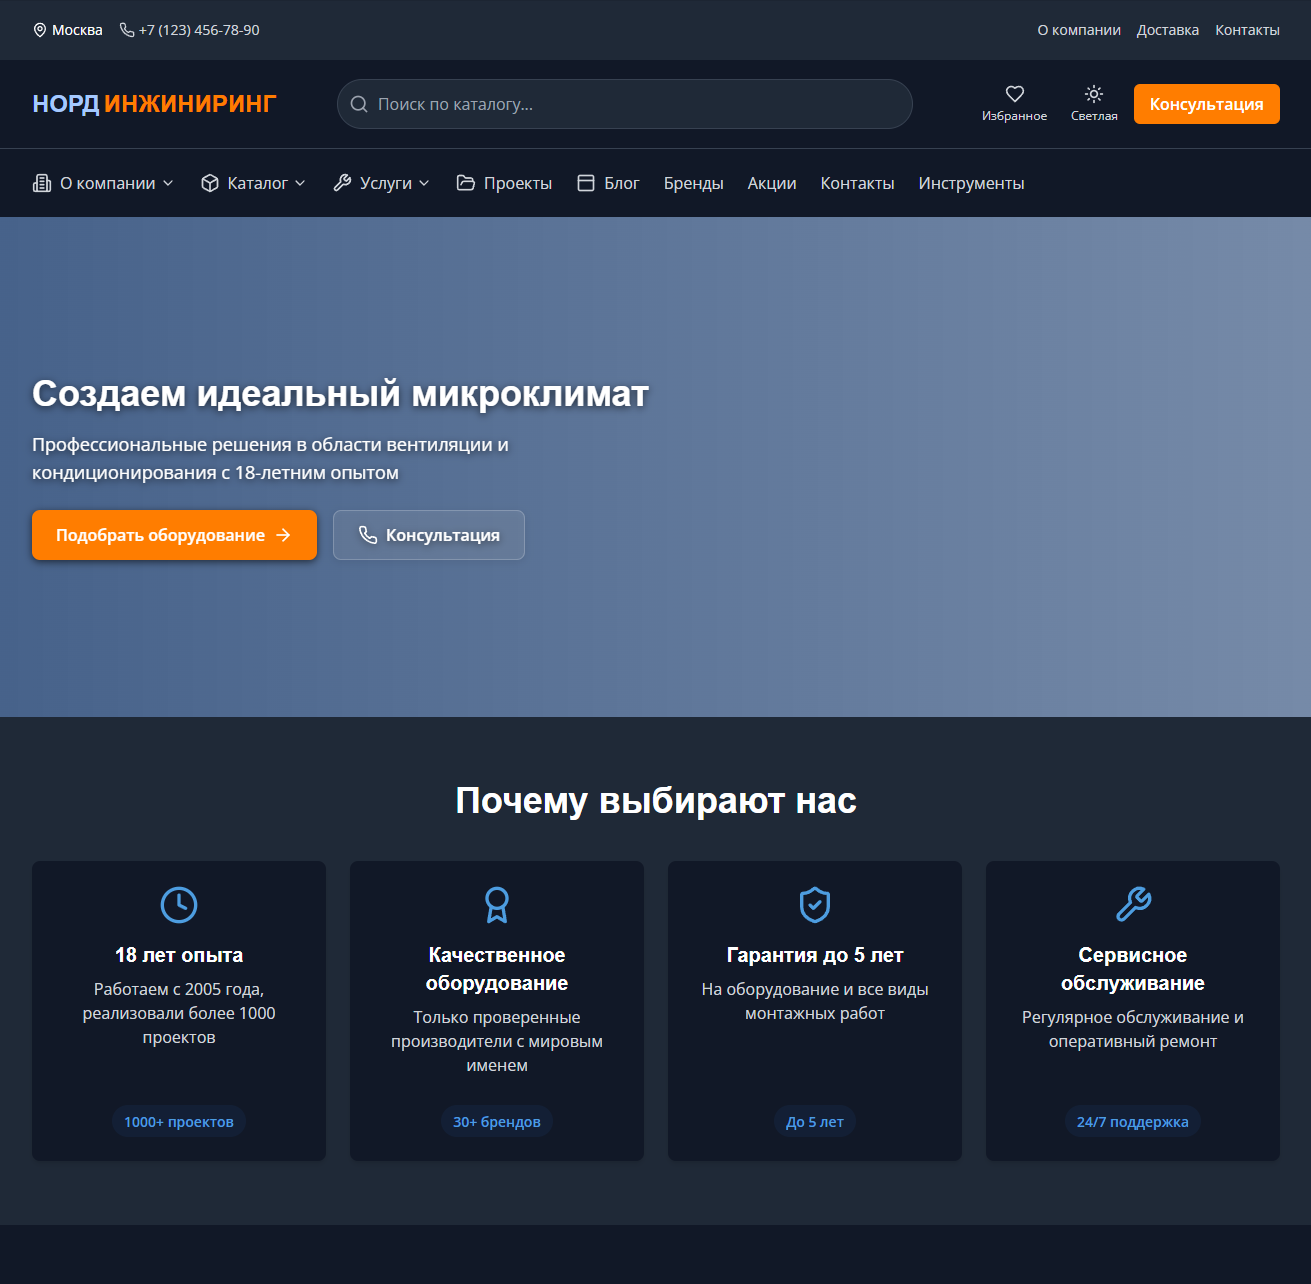 Москва +7 (123) 456-78-90 О компании Доставка Контакты
НОРД ИНЖИНИРИНГ Поиск по каталогу... Избранное Светлая Консультация
О компании Каталог Услуги Проекты Блог Бренды Акции Контакты Инструменты
Создаем идеальный микроклимат
Профессиональные решения в области вентиляции и
кондиционирования с 18-летним опытом
Подобрать оборудование Консультация
Почему выбирают нас
18 лет опыта
Работаем с 2005 года,
реализовали более 1000
проектов
1000+ проектов
Качественное
оборудование
Только проверенные
производители с мировым
именем
30+ брендов
Гарантия до 5 лет
На оборудование и все виды
монтажных работ
До 5 лет
Сервисное
обслуживание
Регулярное обслуживание и
оперативный ремонт
24/7 поддержка